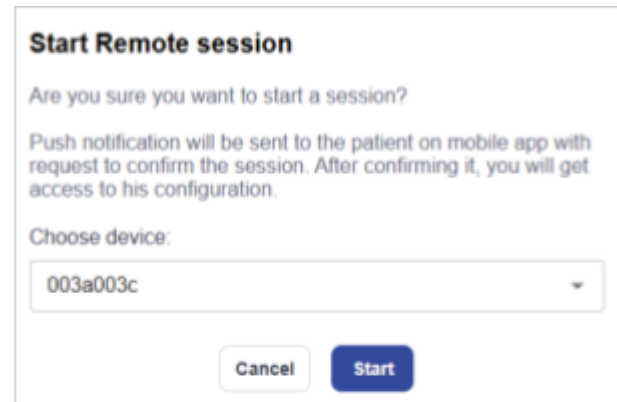 Start Remote session
Are you sure you want to start a session?
Push notification will be sent to the patient on mobile app with
request to confirm the session. After confirming it, you will get
access to his configuration.
Choose device:
003a003c
Cancel
Start